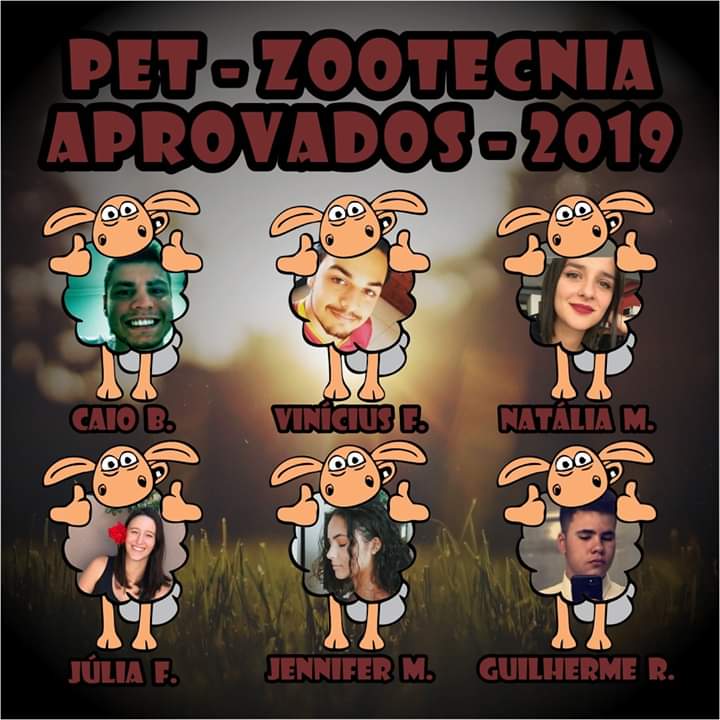 PET - ZOOTECNIA
APROVADOS - 2019
CAIO B.
VINÍCIUS F.
NATÁLIA M.
JÚLIA F.
JENNIFER M.
GUILHERME R.